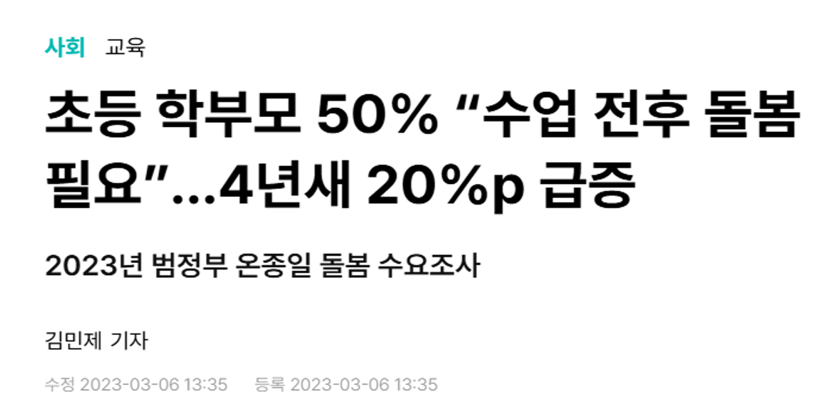 사회 교육
초등 학부모 50% “수업 전후 돌봄
필요”…4년새 20%p 급증
2023년 범정부 온종일 돌봄 수요조사
김민제 기자
수정 2023-03-06 13:35 등록 2023-03-06 13:35